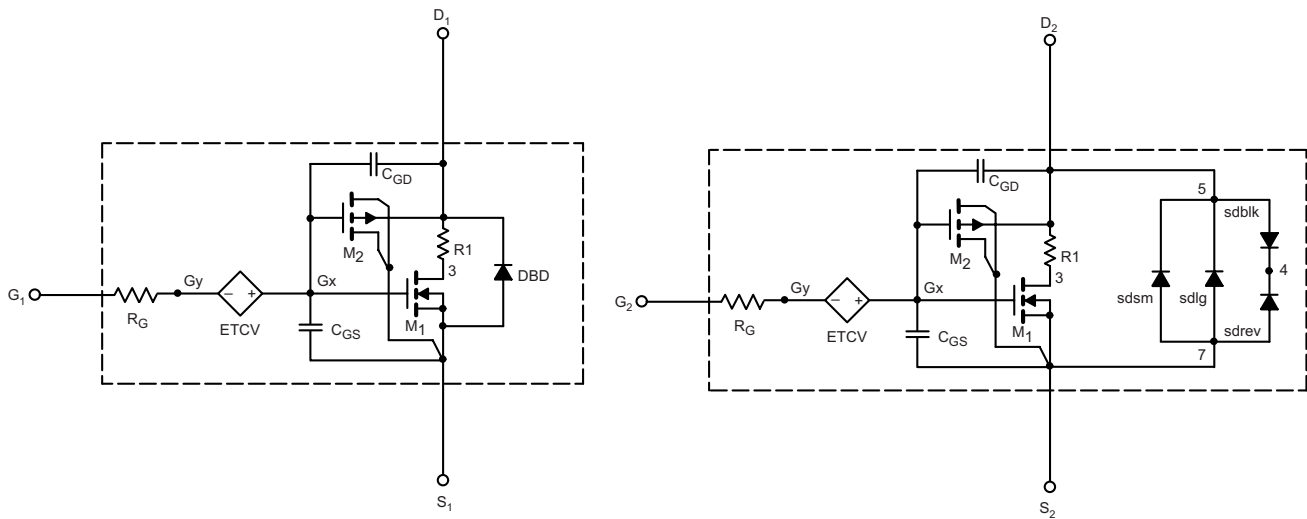 D1
CGD
M2
R1
3
DBD
Gy
Gx
G1
RG
ETCV
M1
CGS
S1
D2
CGD
5
sdblk
M2
R1
4
3
Gy
Gx
sdsm
sdlg
G2
RG
ETCV
M1
sdrev
CGS
7
S2